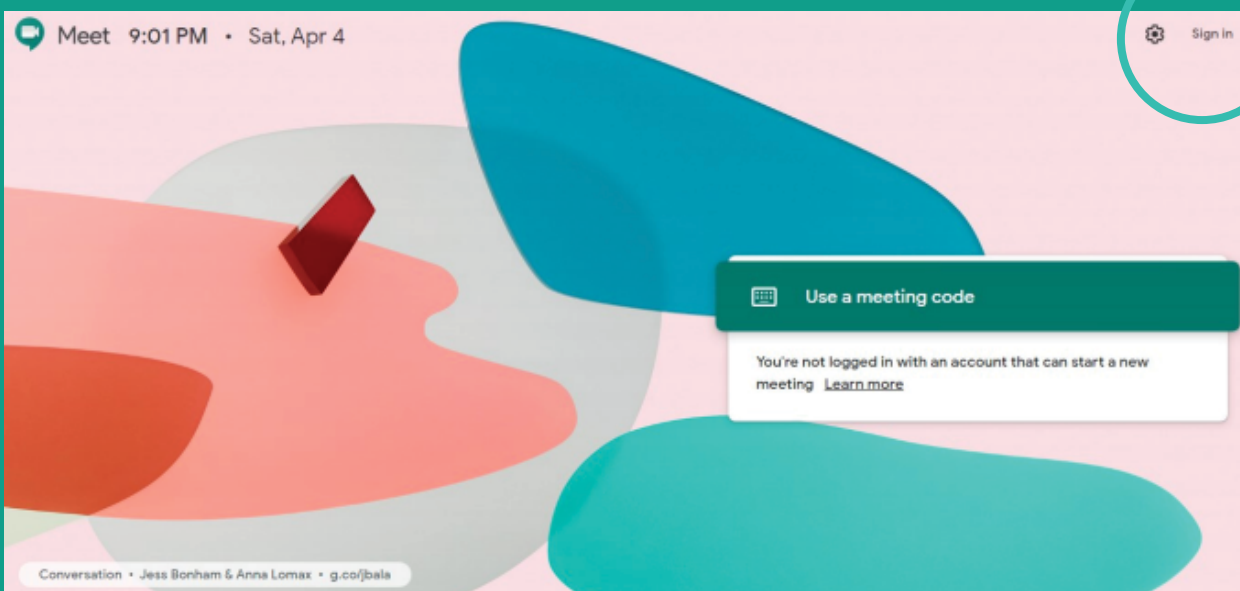 Meet 9:01 PM • Sat, Apr 4
Sign in
Use a meeting code
You're not logged in with an account that can start a new
meeting Learn more
Conversation • Jess Bonham & Anna Lomax • g.co/jbala